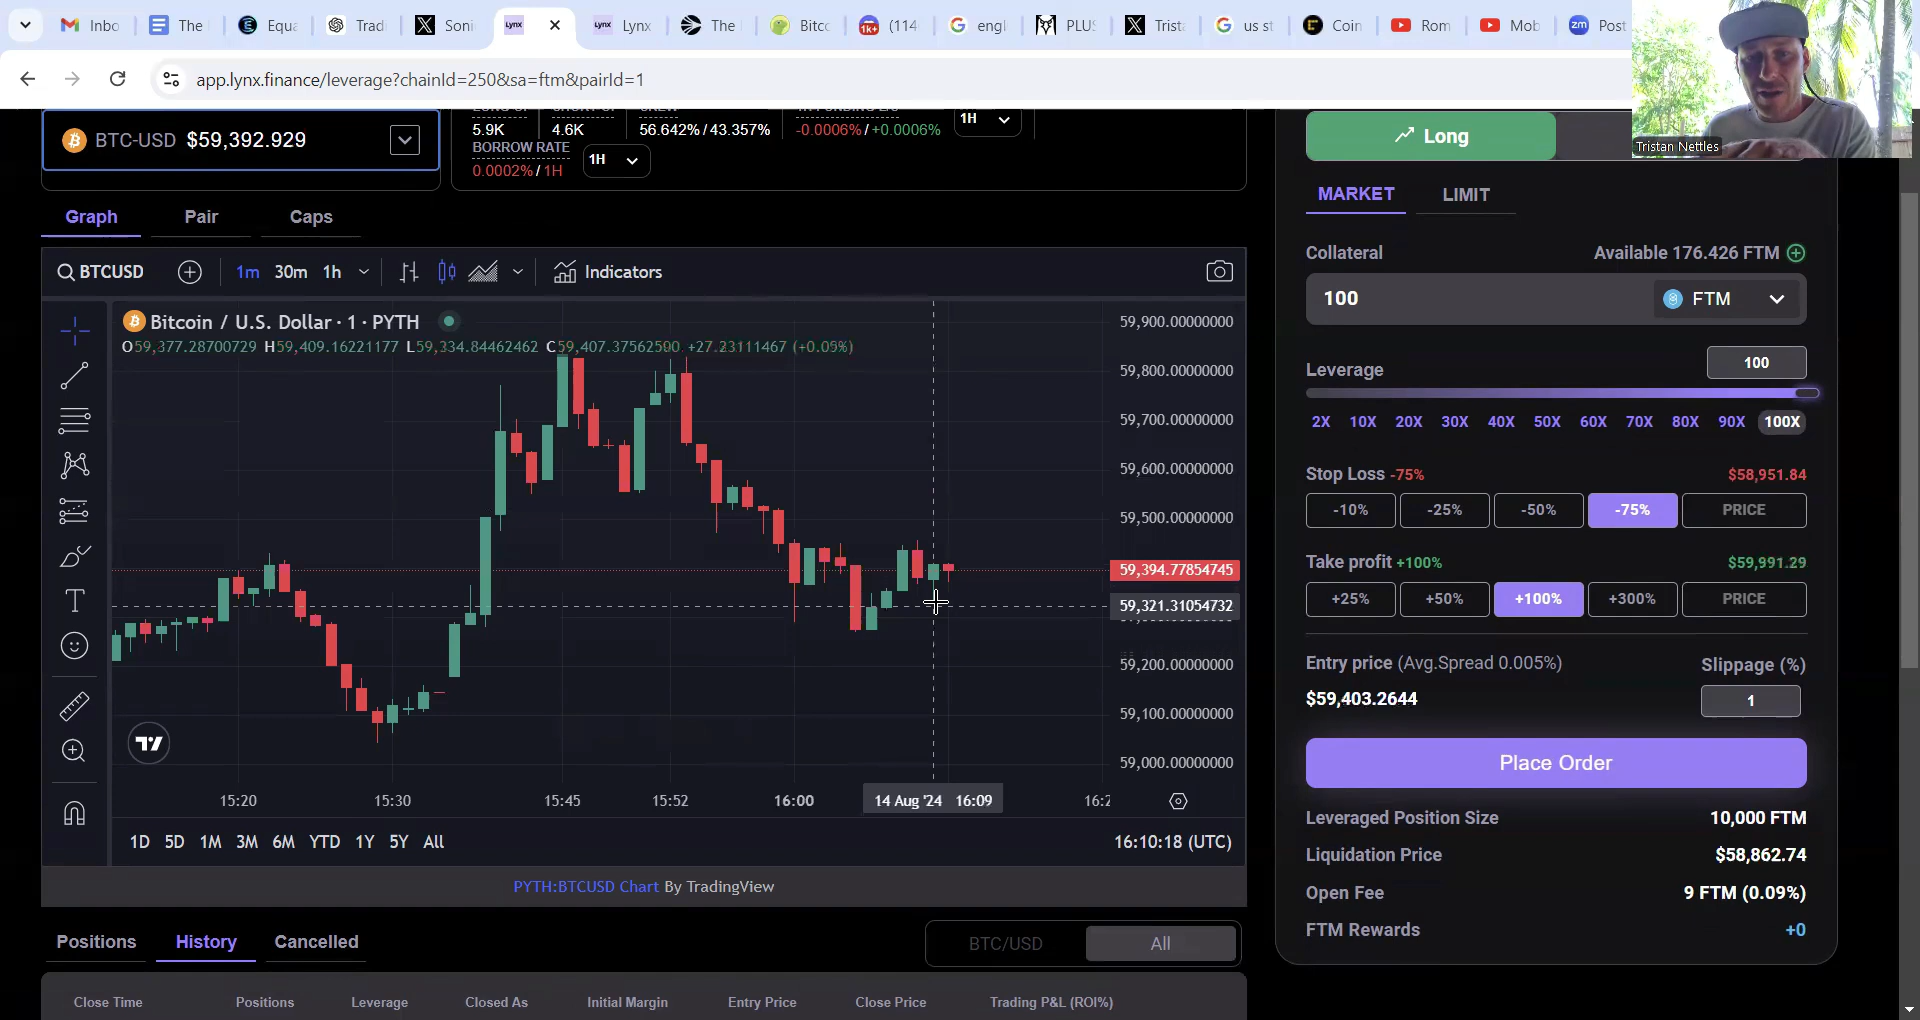 Inbo
The
Equa
Tradi
Soni
Lynx
Lynx
Lynx
The
Bitco
1k+
(114
engl
PLUS
Trista
us st
Coin
Rom
Mob
zm
Post
app.lynx.finance/leverage?chainId=250&sa=ftm&pairId=1
Tristan Nettles
BTC-USD $59,392.929
5.9K
4.6K
56.642% / 43.357%
-0.0006% / +0.0006%
1H
BORROW RATE
0.0002% / 1H
1H
Graph
Pair
Caps
BTCUSD
1m
30m
1h
Indicators
Bitcoin / U.S. Dollar · 1 · PYTH
O59,377.28700729 H59,409.16221177 L59,334.84462462 C59,407.37562590 +27.23111467 (+0.05%)
59,900.00000000
59,800.00000000
59,700.00000000
59,600.00000000
59,500.00000000
59,394.77854745
59,321.31054732
59,200.00000000
59,100.00000000
59,000.00000000
15:20
15:30
15:45
15:52
16:00
14 Aug '24 16:09
16:2
1D
5D
1M
3M
6M
YTD
1Y
5Y
All
16:10:18 (UTC)
PYTH:BTCUSD Chart By TradingView
Positions
History
Cancelled
BTC/USD
All
Close Time
Positions
Leverage
Closed As
Initial Margin
Entry Price
Close Price
Trading P&L (ROI%)
Long
MARKET
LIMIT
Collateral
Available 176.426 FTM
100
FTM
Leverage
100
2X
10X
20X
30X
40X
50X
60X
70X
80X
90X
100X
Stop Loss -75%
$58,951.84
-10%
-25%
-50%
-75%
PRICE
Take profit +100%
$59,991.29
+25%
+50%
+100%
+300%
PRICE
Entry price (Avg.Spread 0.005%)
Slippage (%)
$59,403.2644
1
Place Order
Leveraged Position Size
10,000 FTM
Liquidation Price
$58,862.74
Open Fee
9 FTM (0.09%)
FTM Rewards
+0